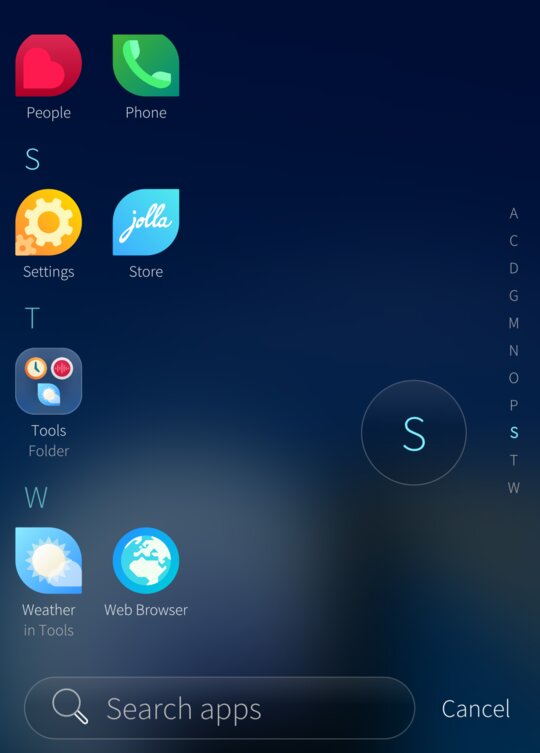 People
Phone
S
Settings
jolla
Store
T
Tools
Folder
W
Weather
in Tools
Web Browser
A
C
D
G
M
N
O
P
S
T
W
S
Search apps
Cancel